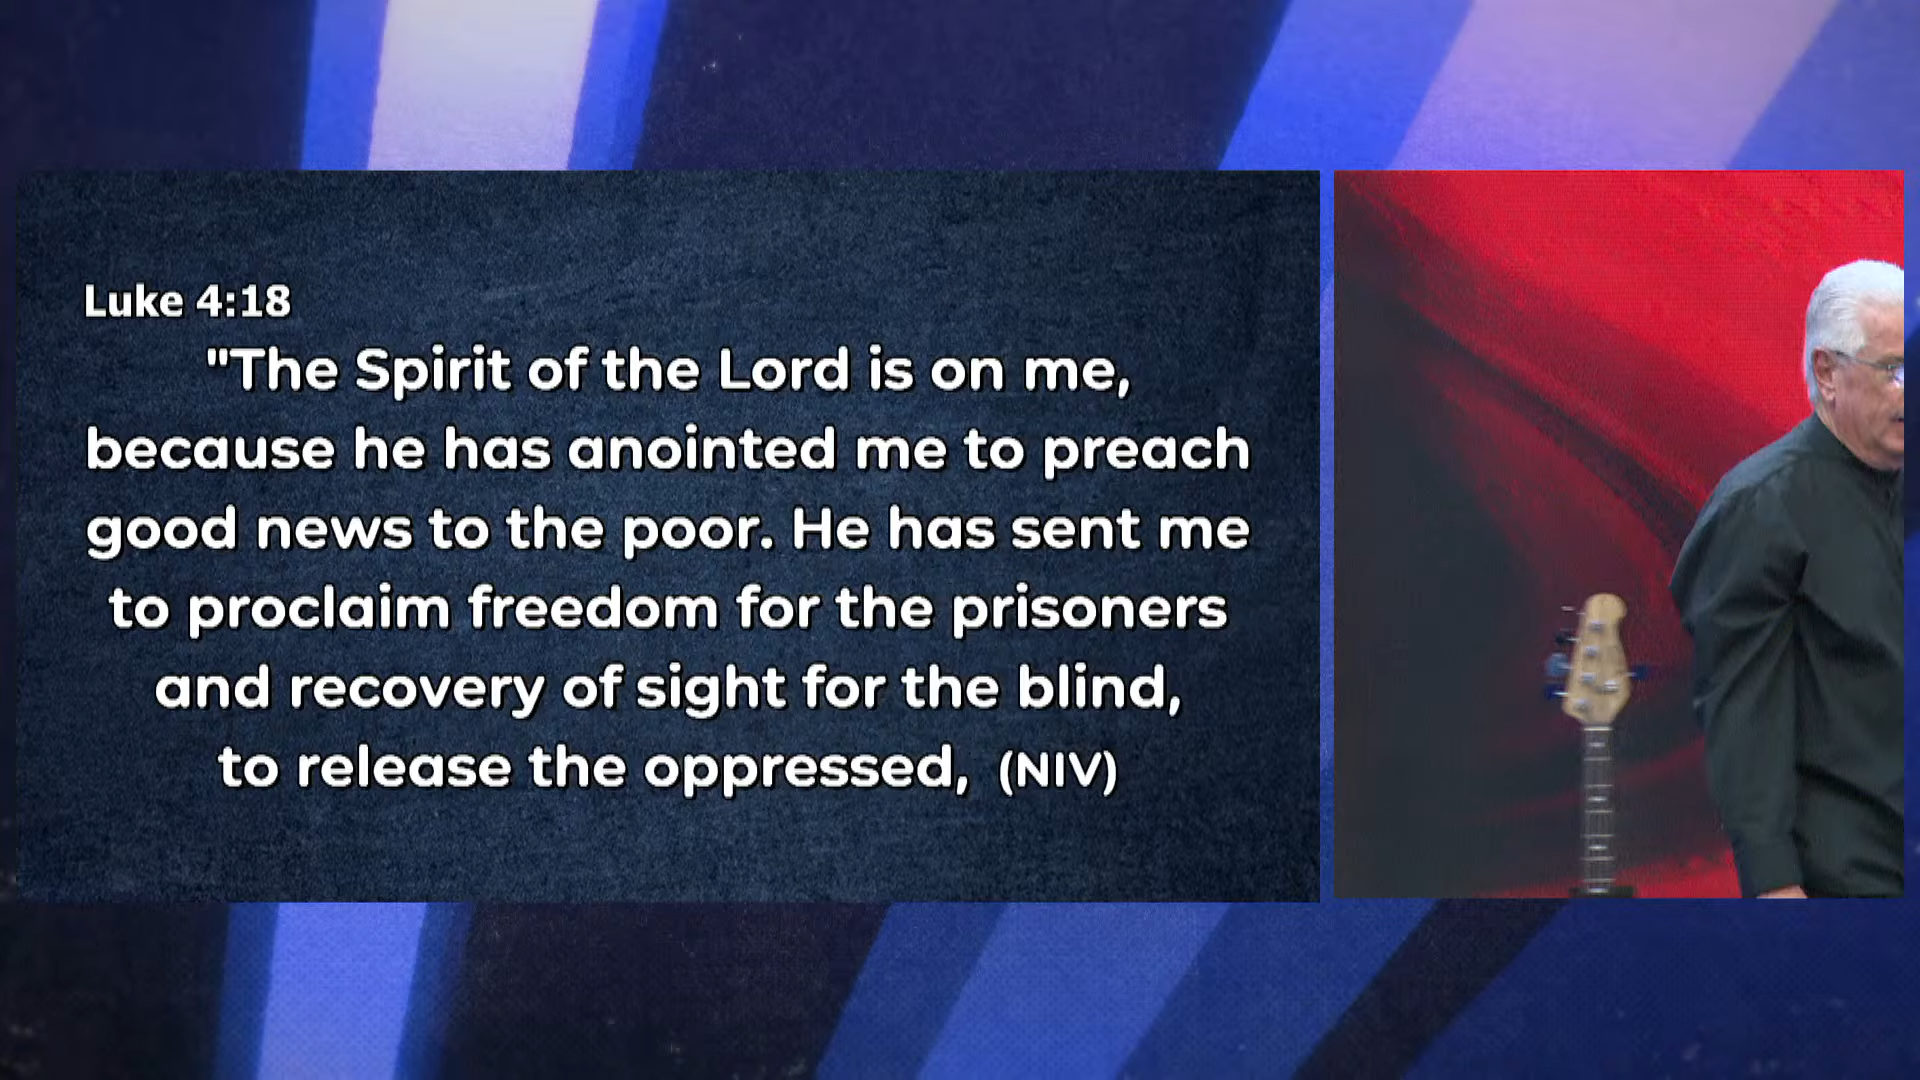 Luke 4:18
"The Spirit of the Lord is on me,
because he has anointed me to preach
good news to the poor. He has sent me
to proclaim freedom for the prisoners
and recovery of sight for the blind,
to release the oppressed, (NIV)